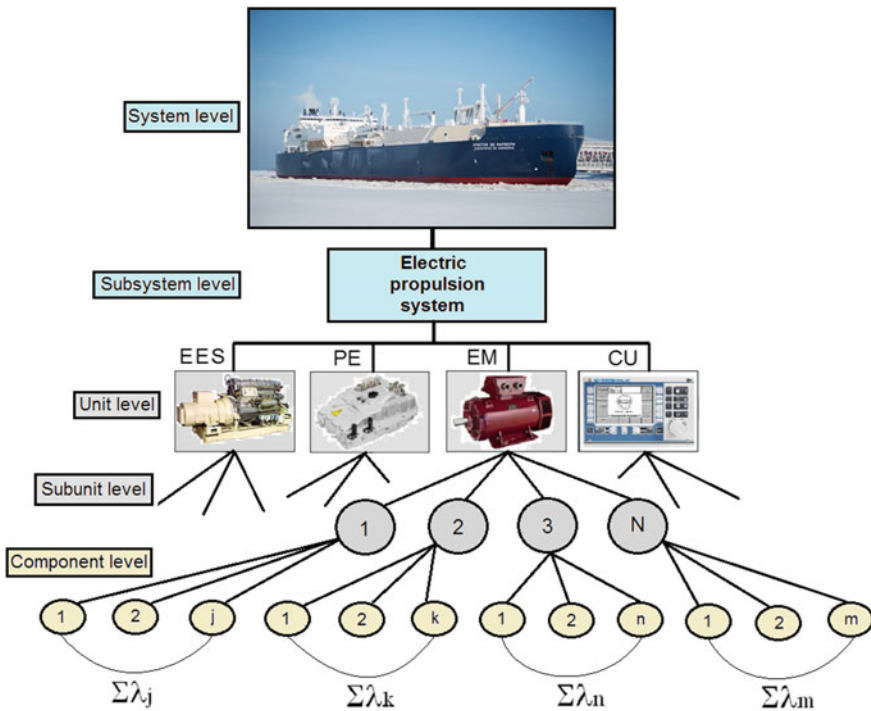 System level
Subsystem level
Electric
propulsion
system
EES
PE
EM
CU
Unit level
Subunit level
1
2
3
N
Component level
1
2
j
1
2
k
1
2
n
1
2
m
Σλj
Σλk
Σλn
Σλm